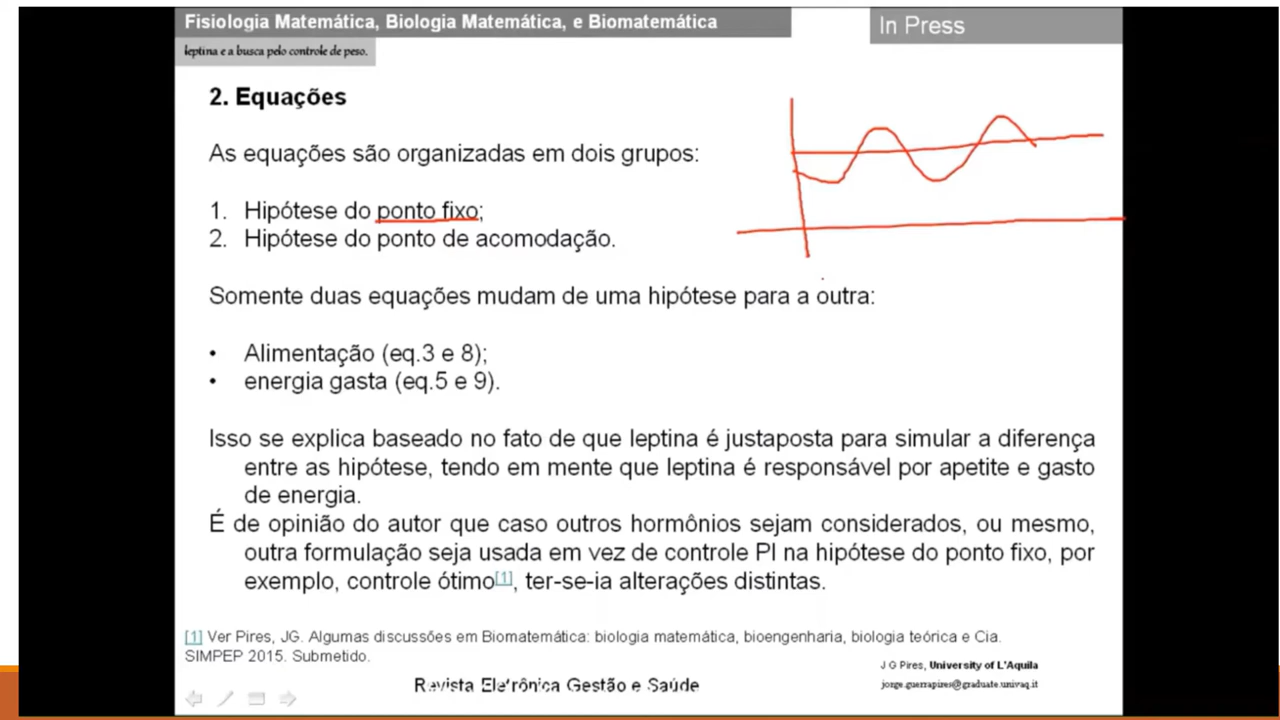 Fisiologia Matemática, Biologia Matemática, e Biomatemática
In Press
leptina e a busca pelo controle de peso.
2. Equações
As equações são organizadas em dois grupos:
1. Hipótese do ponto fixo;
2. Hipótese do ponto de acomodação.
Somente duas equações mudam de uma hipótese para a outra:
• Alimentação (eq.3 e 8);
• energia gasta (eq.5 e 9).
Isso se explica baseado no fato de que leptina é justaposta para simular a diferença
entre as hipótese, tendo em mente que leptina é responsável por apetite e gasto
de energia.
É de opinião do autor que caso outros hormônios sejam considerados, ou mesmo,
outra formulação seja usada em vez de controle PI na hipótese do ponto fixo, por
exemplo, controle ótimo[1], ter-se-ia alterações distintas.
[1] Ver Pires, JG. Algumas discussões em Biomatemática: biologia matemática, bioengenharia, biologia teórica e Cia.
SIMPEP 2015. Submetido.
J G Pires, University of L'Aquila
Revista Eletrônica Gestão e Saúde
jorge.guerrapires@graduate.univaq.it